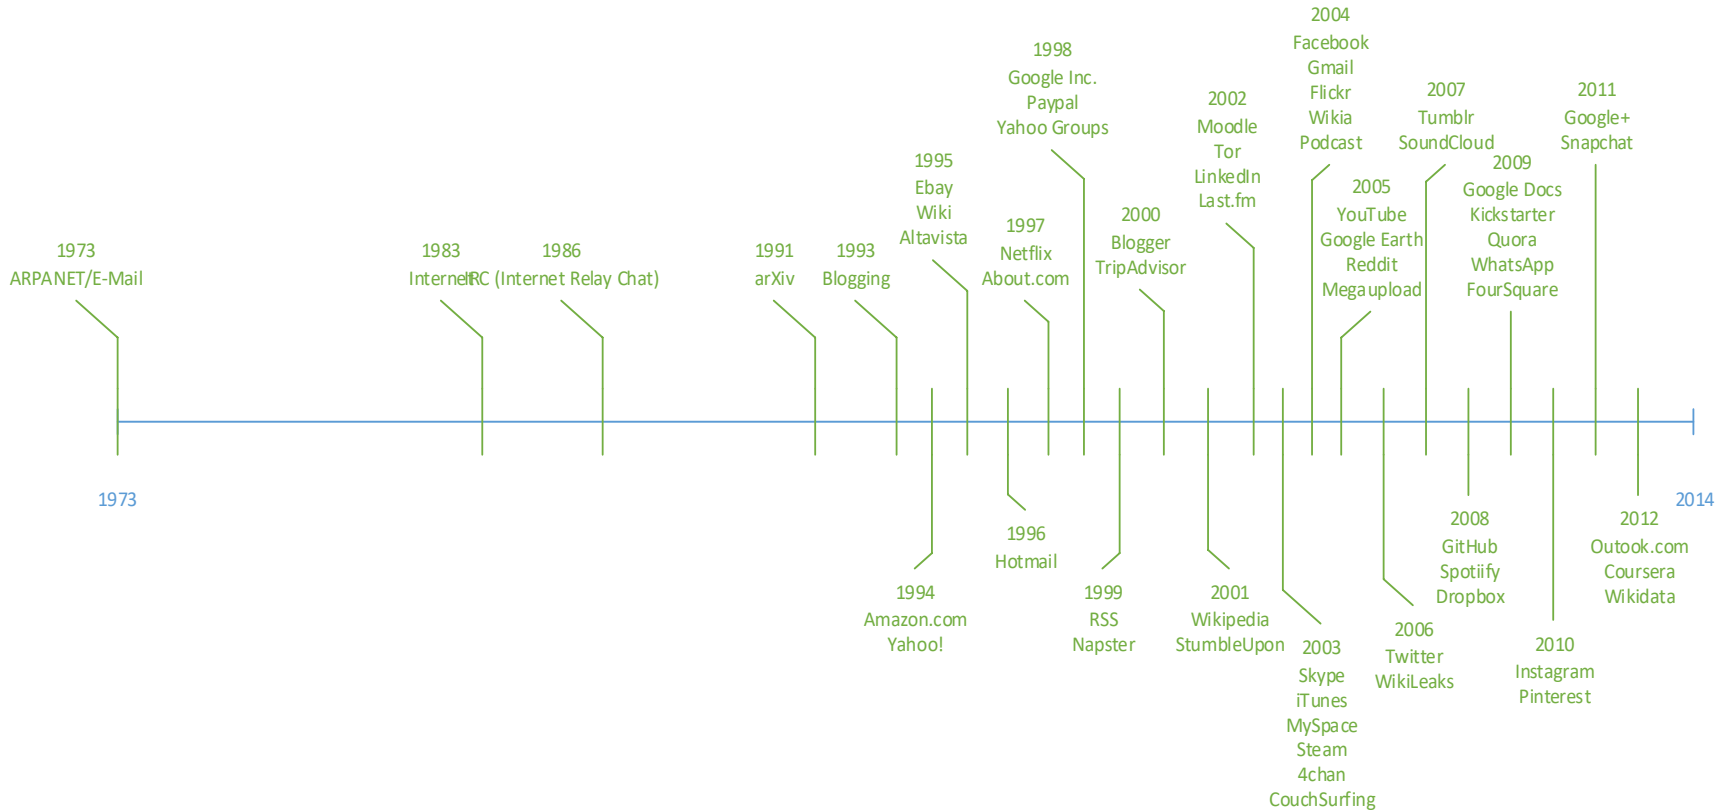 1973
ARPANET/E-Mail
1983
Internet
1986
IRC (Internet Relay Chat)
1991
arXiv
1993
Blogging
1994
Amazon.com
Yahoo!
1995
Ebay
Wiki
Altavista
1996
Hotmail
1997
Netflix
About.com
1998
Google Inc.
Paypal
Yahoo Groups
1999
RSS
Napster
2000
Blogger
TripAdvisor
2001
Wikipedia
StumbleUpon
2002
Moodle
Tor
LinkedIn
Last.fm
2003
Skype
iTunes
MySpace
Steam
4chan
CouchSurfing
2004
Facebook
Gmail
Flickr
Wikia
Podcast
2005
YouTube
Google Earth
Reddit
Megaupload
2006
Twitter
WikiLeaks
2007
Tumblr
SoundCloud
2008
GitHub
Spotiify
Dropbox
2009
Google Docs
Kickstarter
Quora
WhatsApp
FourSquare
2010
Instagram
Pinterest
2011
Google+
Snapchat
2012
Outook.com
Coursera
Wikidata
1973
2014